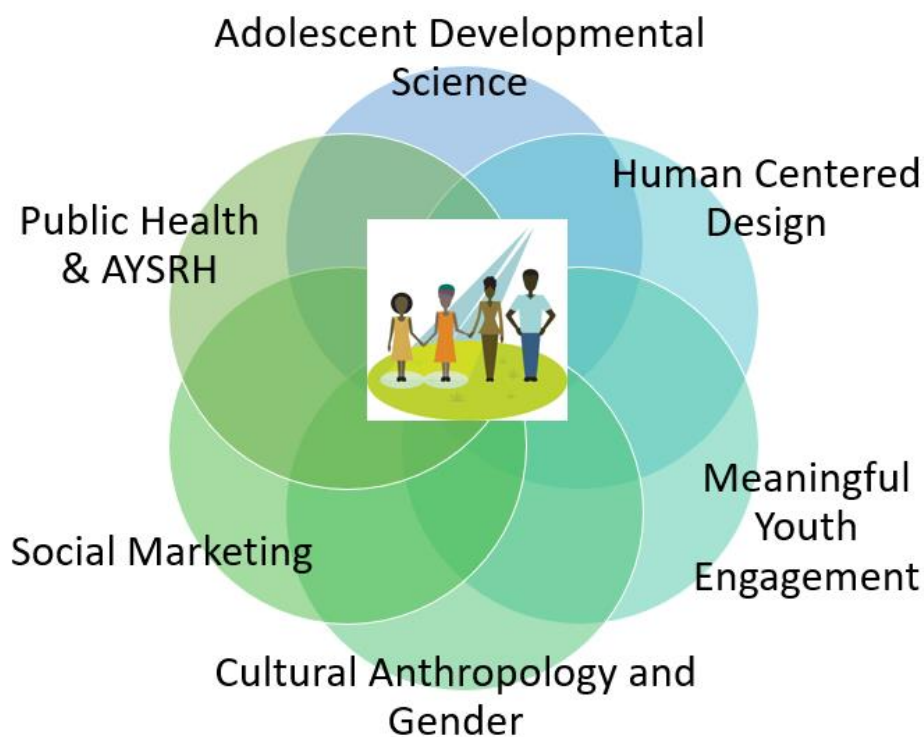 Adolescent Developmental
Science
Human Centered
Design
Public Health
& AYSRH
Meaningful
Youth
Engagement
Social Marketing
Cultural Anthropology and
Gender